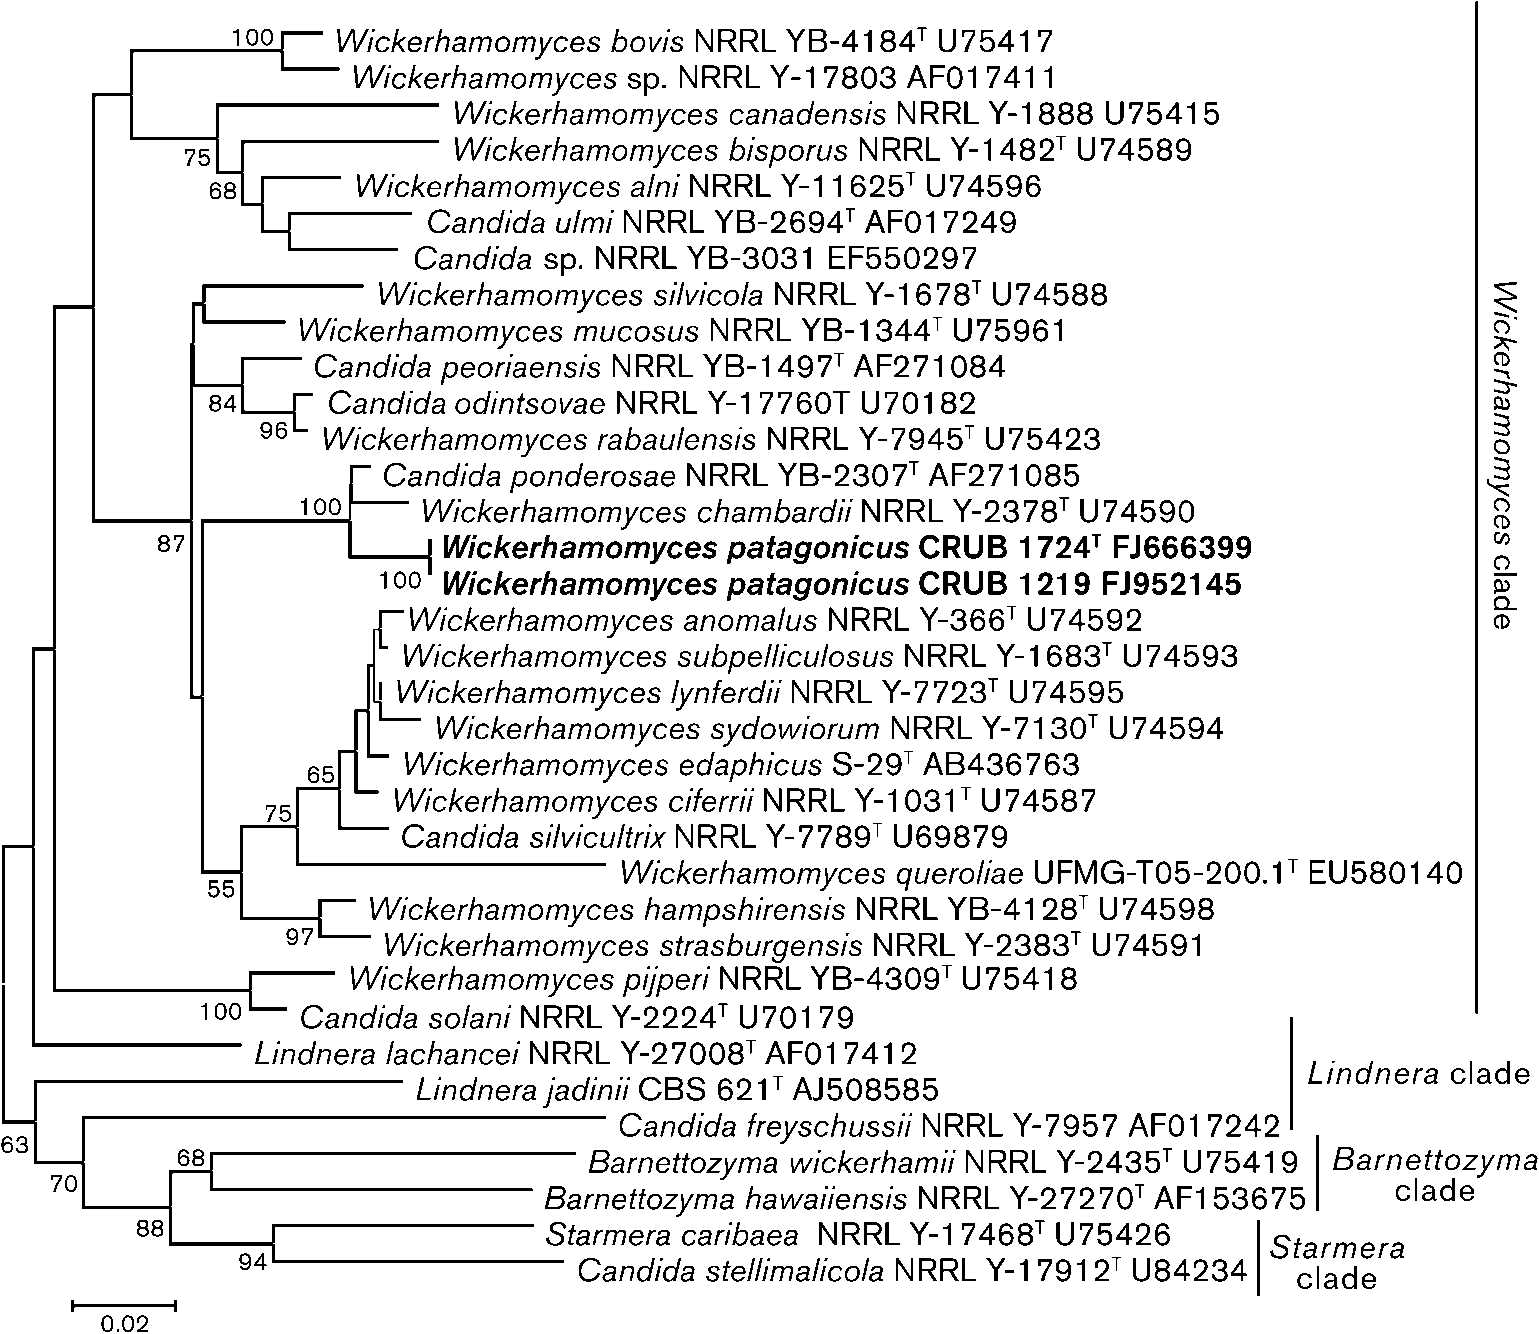 100
Wickerhamomyces bovis NRRL YB-4184ᵀ U75417
Wickerhamomyces sp. NRRL Y-17803 AF017411
Wickerhamomyces canadensis NRRL Y-1888 U75415
75
Wickerhamomyces bisporus NRRL Y-1482ᵀ U74589
68
Wickerhamomyces alni NRRL Y-11625ᵀ U74596
Candida ulmi NRRL YB-2694ᵀ AF017249
Candida sp. NRRL YB-3031 EF550297
Wickerhamomyces silvicola NRRL Y-1678ᵀ U74588
Wickerhamomyces mucosus NRRL YB-1344ᵀ U75961
Candida peoriaensis NRRL YB-1497ᵀ AF271084
84
Candida odintsovae NRRL Y-17760T U70182
96
Wickerhamomyces rabaulensis NRRL Y-7945ᵀ U75423
Candida ponderosae NRRL YB-2307ᵀ AF271085
100
Wickerhamomyces chambardii NRRL Y-2378ᵀ U74590
87
Wickerhamomyces patagonicus CRUB 1724ᵀ FJ666399
100
Wickerhamomyces patagonicus CRUB 1219 FJ952145
Wickerhamomyces anomalus NRRL Y-366ᵀ U74592
Wickerhamomyces subpelliculosus NRRL Y-1683ᵀ U74593
Wickerhamomyces lynferdii NRRL Y-7723ᵀ U74595
Wickerhamomyces sydowiorum NRRL Y-7130ᵀ U74594
Wickerhamomyces edaphicus S-29ᵀ AB436763
65
Wickerhamomyces ciferrii NRRL Y-1031ᵀ U74587
75
Candida silvicultrix NRRL Y-7789ᵀ U69879
Wickerhamomyces queroliae UFMG-T05-200.1ᵀ EU580140
55
Wickerhamomyces hampshirensis NRRL YB-4128ᵀ U74598
97
Wickerhamomyces strasburgensis NRRL Y-2383ᵀ U74591
Wickerhamomyces pijperi NRRL YB-4309ᵀ U75418
100
Candida solani NRRL Y-2224ᵀ U70179
Wickerhamomyces clade
Lindnera lachancei NRRL Y-27008ᵀ AF017412
Lindnera jadinii CBS 621ᵀ AJ508585
Lindnera clade
Candida freyschussii NRRL Y-7957 AF017242
63
68
Barnettozyma wickerhamii NRRL Y-2435ᵀ U75419
70
Barnettozyma hawaiiensis NRRL Y-27270ᵀ AF153675
Barnettozyma
clade
88
Starmera caribaea NRRL Y-17468ᵀ U75426
94
Candida stellimalicola NRRL Y-17912ᵀ U84234
Starmera
clade
0.02